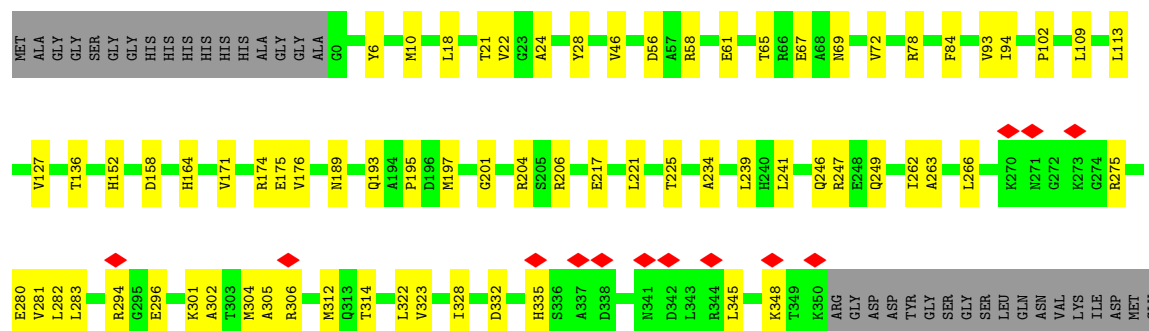 MET ALA GLY GLY SER GLY GLY HIS HIS HIS HIS HIS HIS ALA GLY GLY ALA G0 Y6 M10 L18 T21 V22 G23 A24 Y28 V46 D56 A57 R58 E61 T65 R66 E67 A68 N69 V72 R78 F84 V93 I94 P102 L109 L113
V127 T136 H152 D158 H164 V171 R174 E175 V176 N189 Q193 A194 P195 D196 M197 G201 R204 S205 R206 E217 L221 T225 A234 L239 H240 L241 Q246 R247 E248 Q249 I262 A263 L266 K270 N271 G272 K273 G274 R275
E280 V281 L282 L283 R294 G295 E296 K301 A302 T303 M304 A305 R306 M312 Q313 T314 L322 V323 I328 D332 H335 S336 A337 D338 N341 D342 L343 R344 L345 K348 T349 K350 ARG GLY ASP ASP TYR GLY SER GLY SER LEU GLN ASN VAL LYS ILE ASP MET